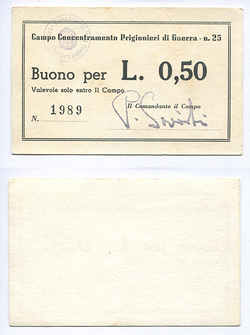 Campo Concentramento Prigionieri di Guerra - n. 25
Buono per L. 0,50
Valevole solo entro Il Campo
Il Comandante il Campo
N. 1989